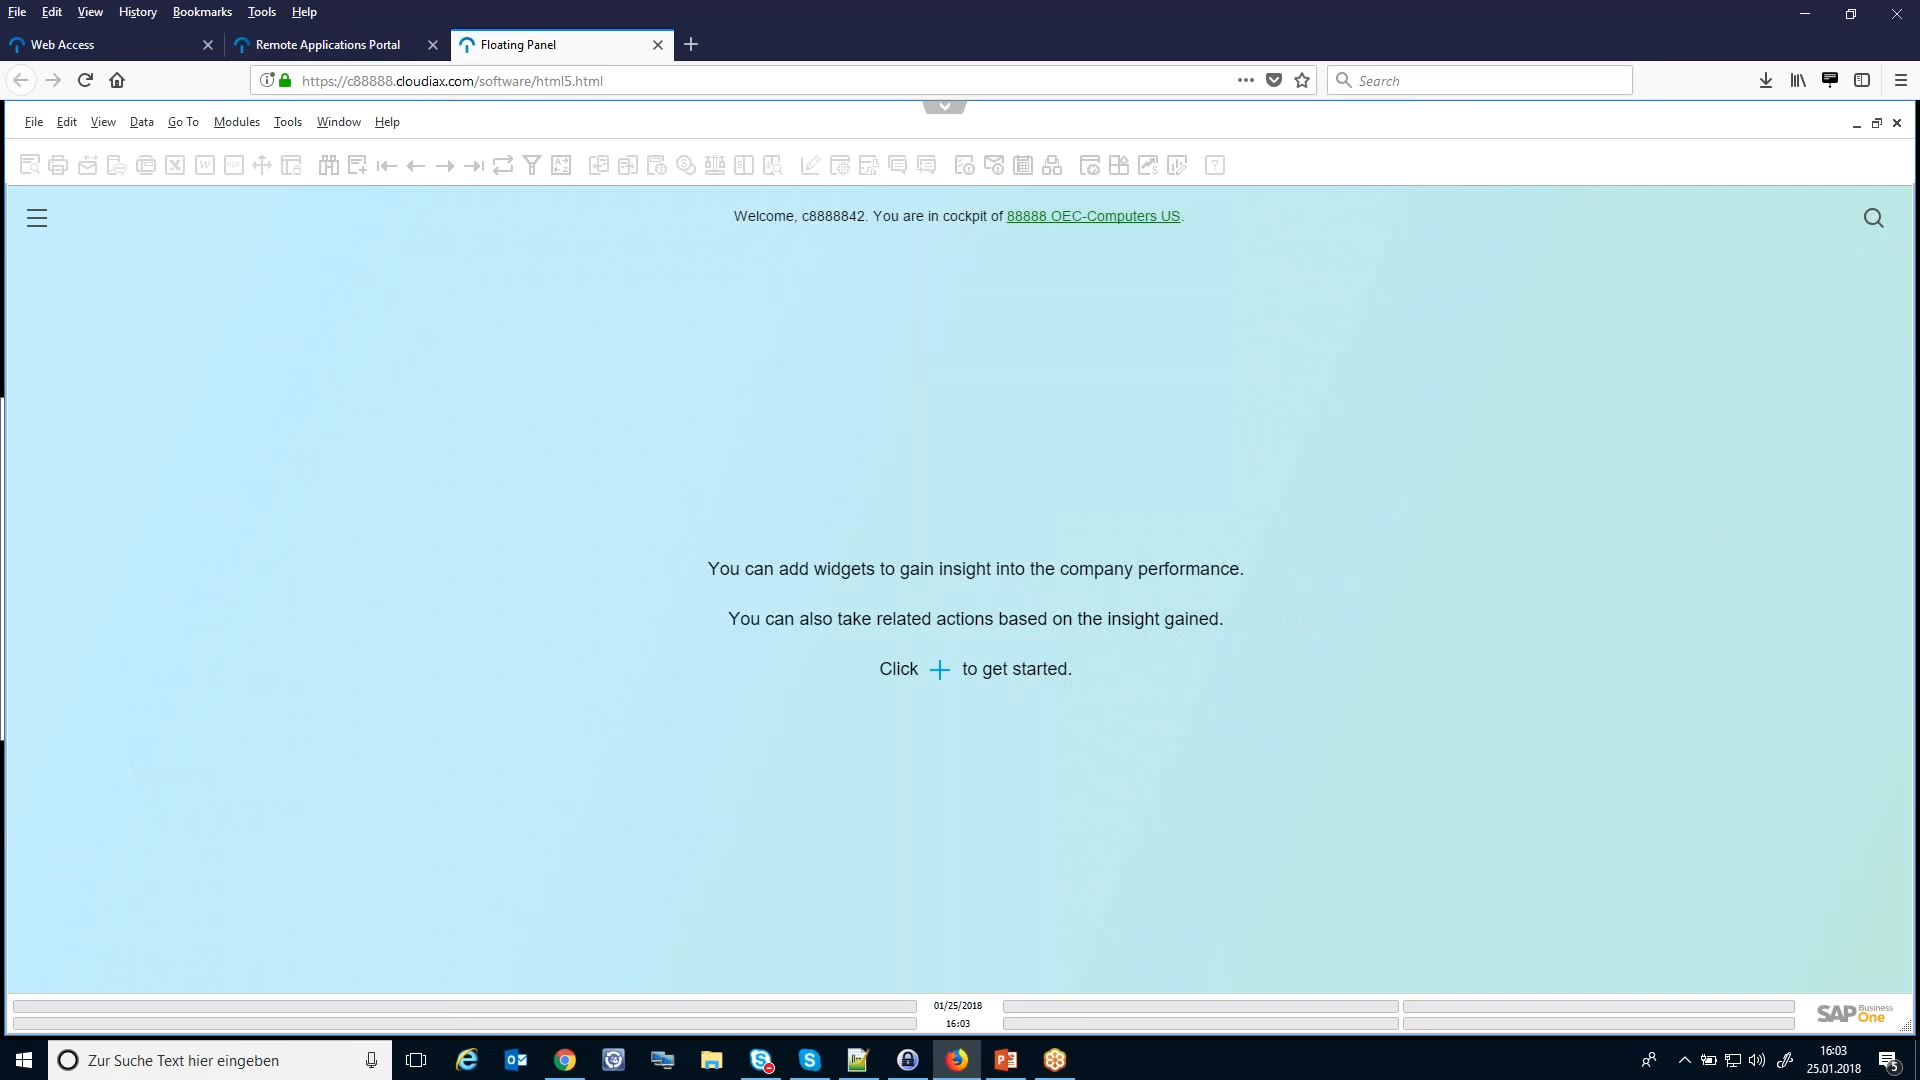 File Edit View History Bookmarks Tools Help
Web Access Remote Applications Portal Floating Panel
https://c88888.cloudiax.com/software/html5.html Search
File Edit View Data Go To Modules Tools Window Help
Welcome, c8888842. You are in cockpit of 88888 OEC-Computers US.
You can add widgets to gain insight into the company performance.
You can also take related actions based on the insight gained.
Click + to get started.
01/25/2018
16:03
SAP Business One
Zur Suche Text hier eingeben
16:03
25.01.2018
5